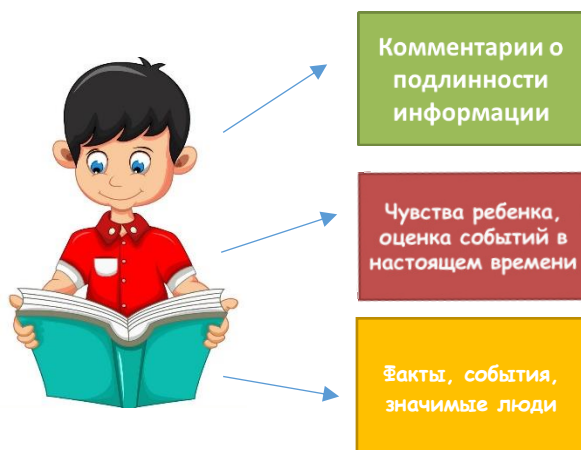 Комментарии о
подлинности
информации
Чувства ребенка,
оценка событий в
настоящем времени
Факты, события,
значимые люди